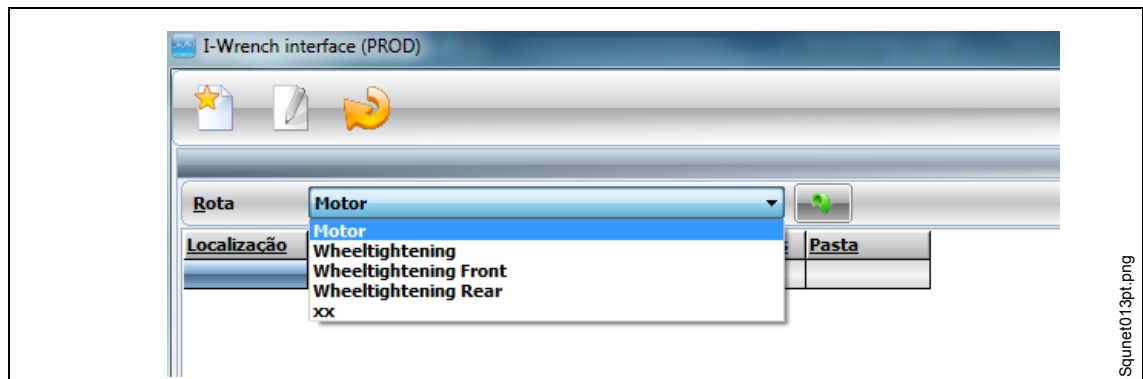 I-Wrench interface (PROD)
Rota Motor
Localização Pasta
Motor
Wheeltightening
Wheeltightening Front
Wheeltightening Rear
xx
Squnet013pt.png